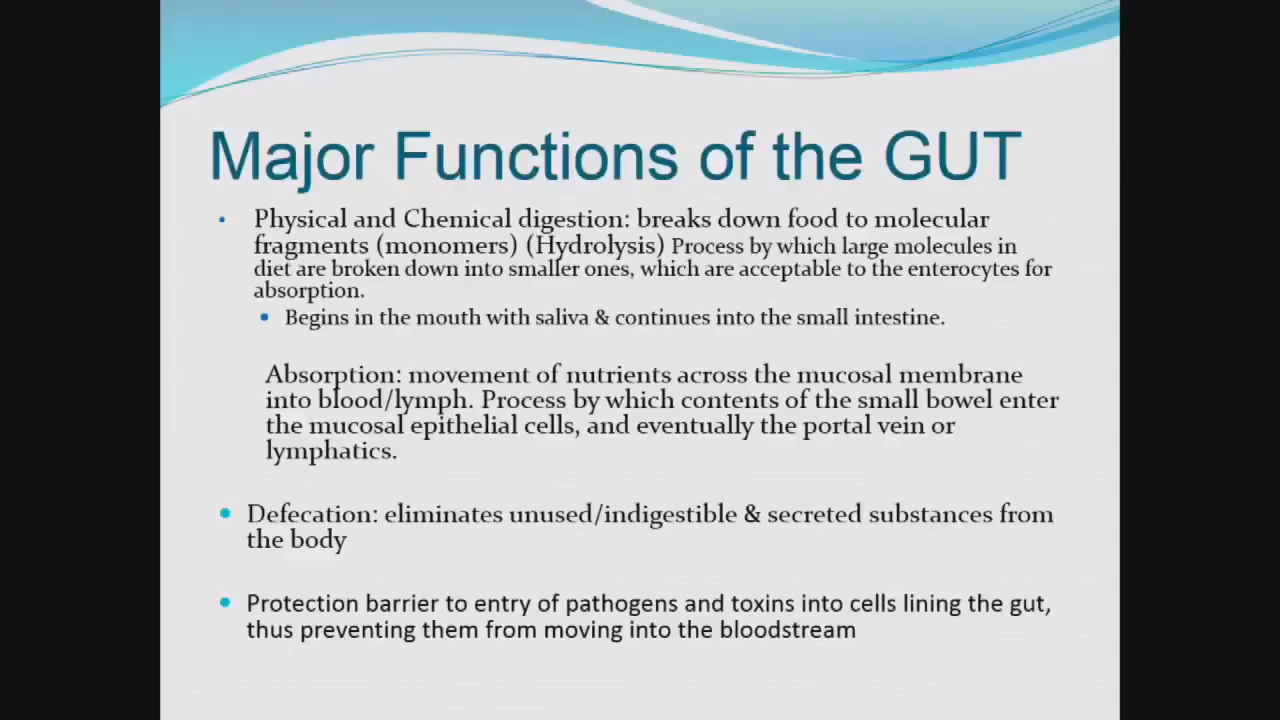 Major Functions of the GUT
• Physical and Chemical digestion: breaks down food to molecular
fragments (monomers) (Hydrolysis) Process by which large molecules in
diet are broken down into smaller ones, which are acceptable to the enterocytes for
absorption.
• Begins in the mouth with saliva & continues into the small intestine.
Absorption: movement of nutrients across the mucosal membrane
into blood/lymph. Process by which contents of the small bowel enter
the mucosal epithelial cells, and eventually the portal vein or
lymphatics.
• Defecation: eliminates unused/indigestible & secreted substances from
the body
• Protection barrier to entry of pathogens and toxins into cells lining the gut,
thus preventing them from moving into the bloodstream